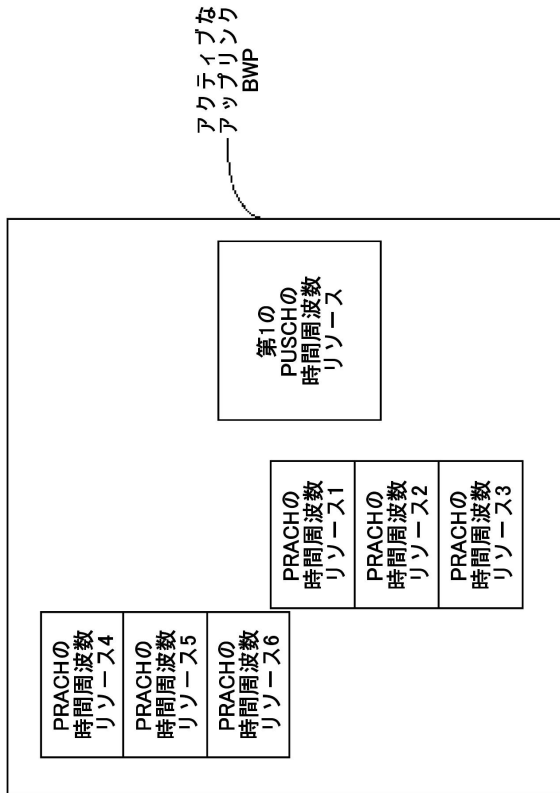 アクティブな
アップリンク
BWP
第1の
PUSCHの
時間周波数
リソース
PRACHの
時間周波数
リソース1
PRACHの
時間周波数
リソース2
PRACHの
時間周波数
リソース3
PRACHの
時間周波数
リソース4
PRACHの
時間周波数
リソース5
PRACHの
時間周波数
リソース6